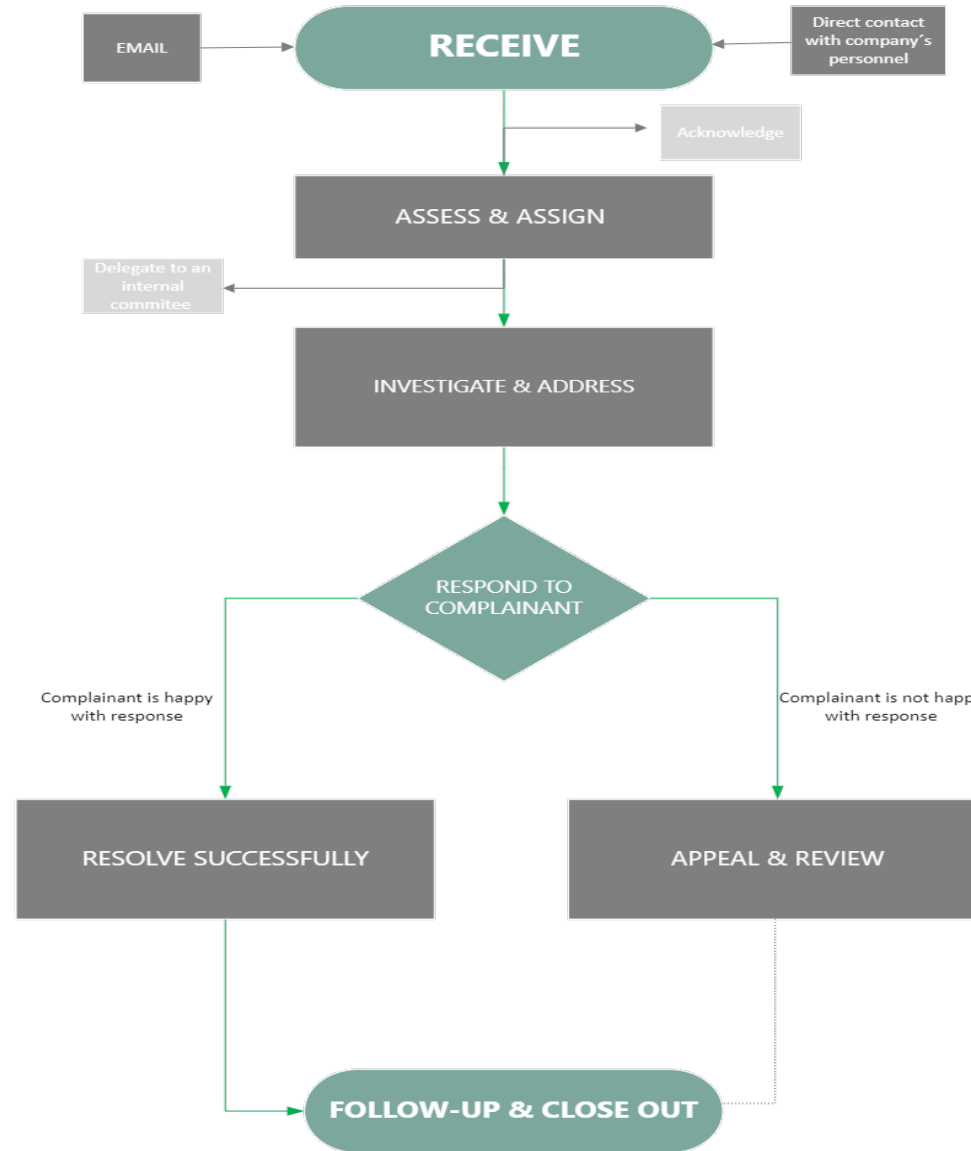 EMAIL
RECEIVE
Direct contact
with company´s
personnel
Acknowledge
ASSESS & ASSIGN
Delegate to an
internal
commitee
INVESTIGATE & ADDRESS
RESPOND TO
COMPLAINANT
Complainant is happy
with response
Complainant is not happ
with response
RESOLVE SUCCESSFULLY
APPEAL & REVIEW
FOLLOW-UP & CLOSE OUT